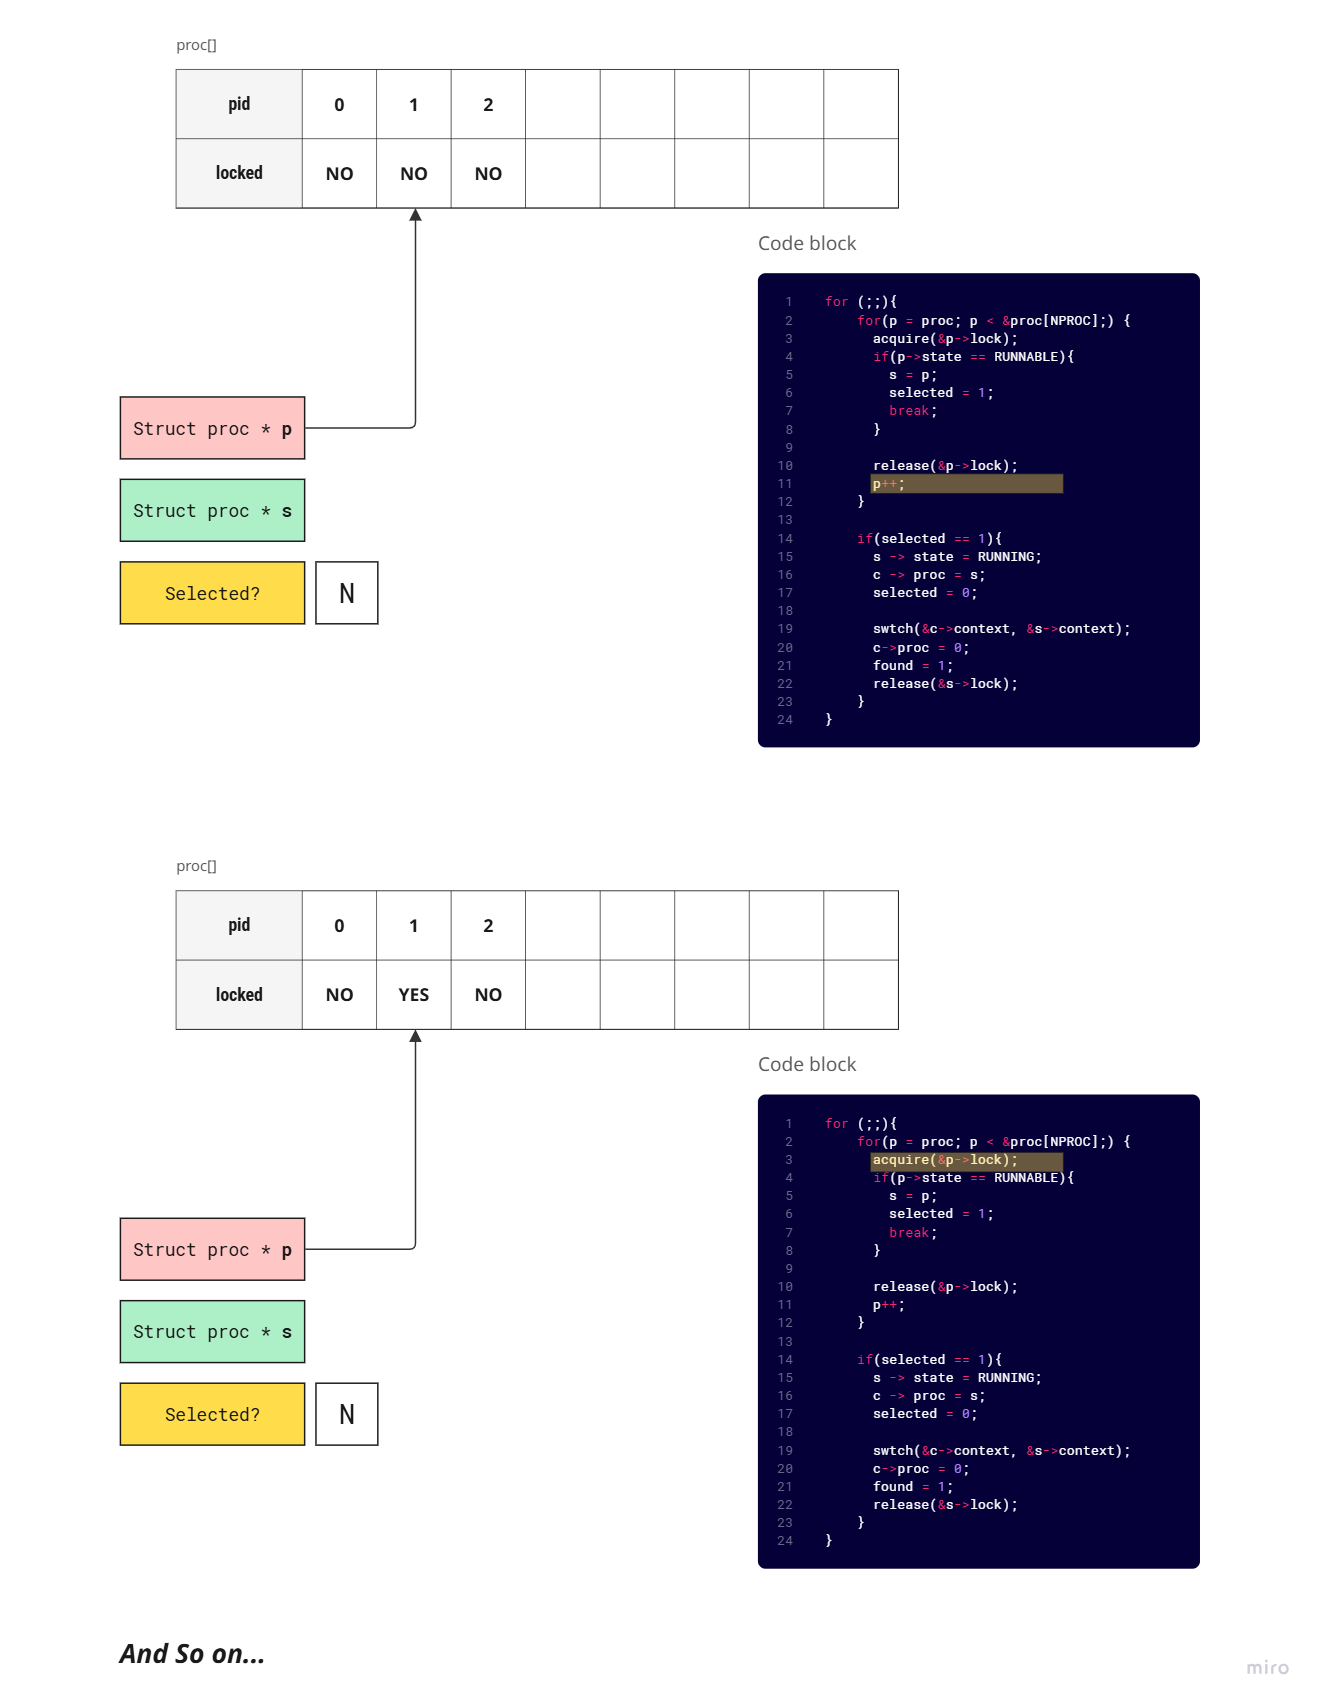 proc[]
pid 0 1 2
locked NO NO NO
Code block
1 for (;;){
2 for(p = proc; p < &proc[NPROC];) {
3 acquire(&p->lock);
4 if(p->state == RUNNABLE){
5 s = p;
6 selected = 1;
7 break;
8 }
9
10 release(&p->lock);
11 p++;
12 }
13
14 if(selected == 1){
15 s -> state = RUNNING;
16 c -> proc = s;
17 selected = 0;
18
19 swtch(&c->context, &s->context);
20 c->proc = 0;
21 found = 1;
22 release(&s->lock);
23 }
24 }
Struct proc * p
Struct proc * s
Selected? N
proc[]
pid 0 1 2
locked NO YES NO
Code block
1 for (;;){
2 for(p = proc; p < &proc[NPROC];) {
3 acquire(&p->lock);
4 if(p->state == RUNNABLE){
5 s = p;
6 selected = 1;
7 break;
8 }
9
10 release(&p->lock);
11 p++;
12 }
13
14 if(selected == 1){
15 s -> state = RUNNING;
16 c -> proc = s;
17 selected = 0;
18
19 swtch(&c->context, &s->context);
20 c->proc = 0;
21 found = 1;
22 release(&s->lock);
23 }
24 }
Struct proc * p
Struct proc * s
Selected? N
And So on...
miro